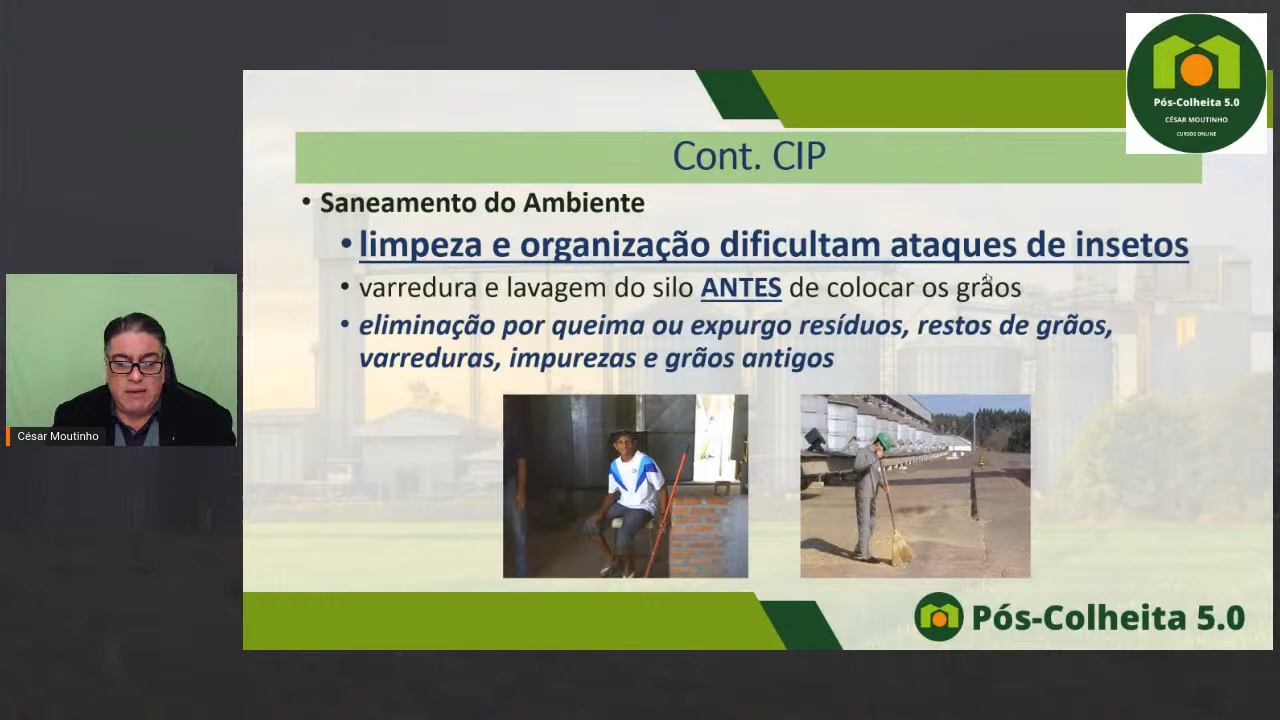 Pós-Colheita 5.0
CÉSAR MOUTINHO
CURSOS ONLINE
Cont. CIP
• Saneamento do Ambiente
• limpeza e organização dificultam ataques de insetos
• varredura e lavagem do silo ANTES de colocar os grãos
• eliminação por queima ou expurgo resíduos, restos de grãos,
varreduras, impurezas e grãos antigos
César Moutinho
Pós-Colheita 5.0